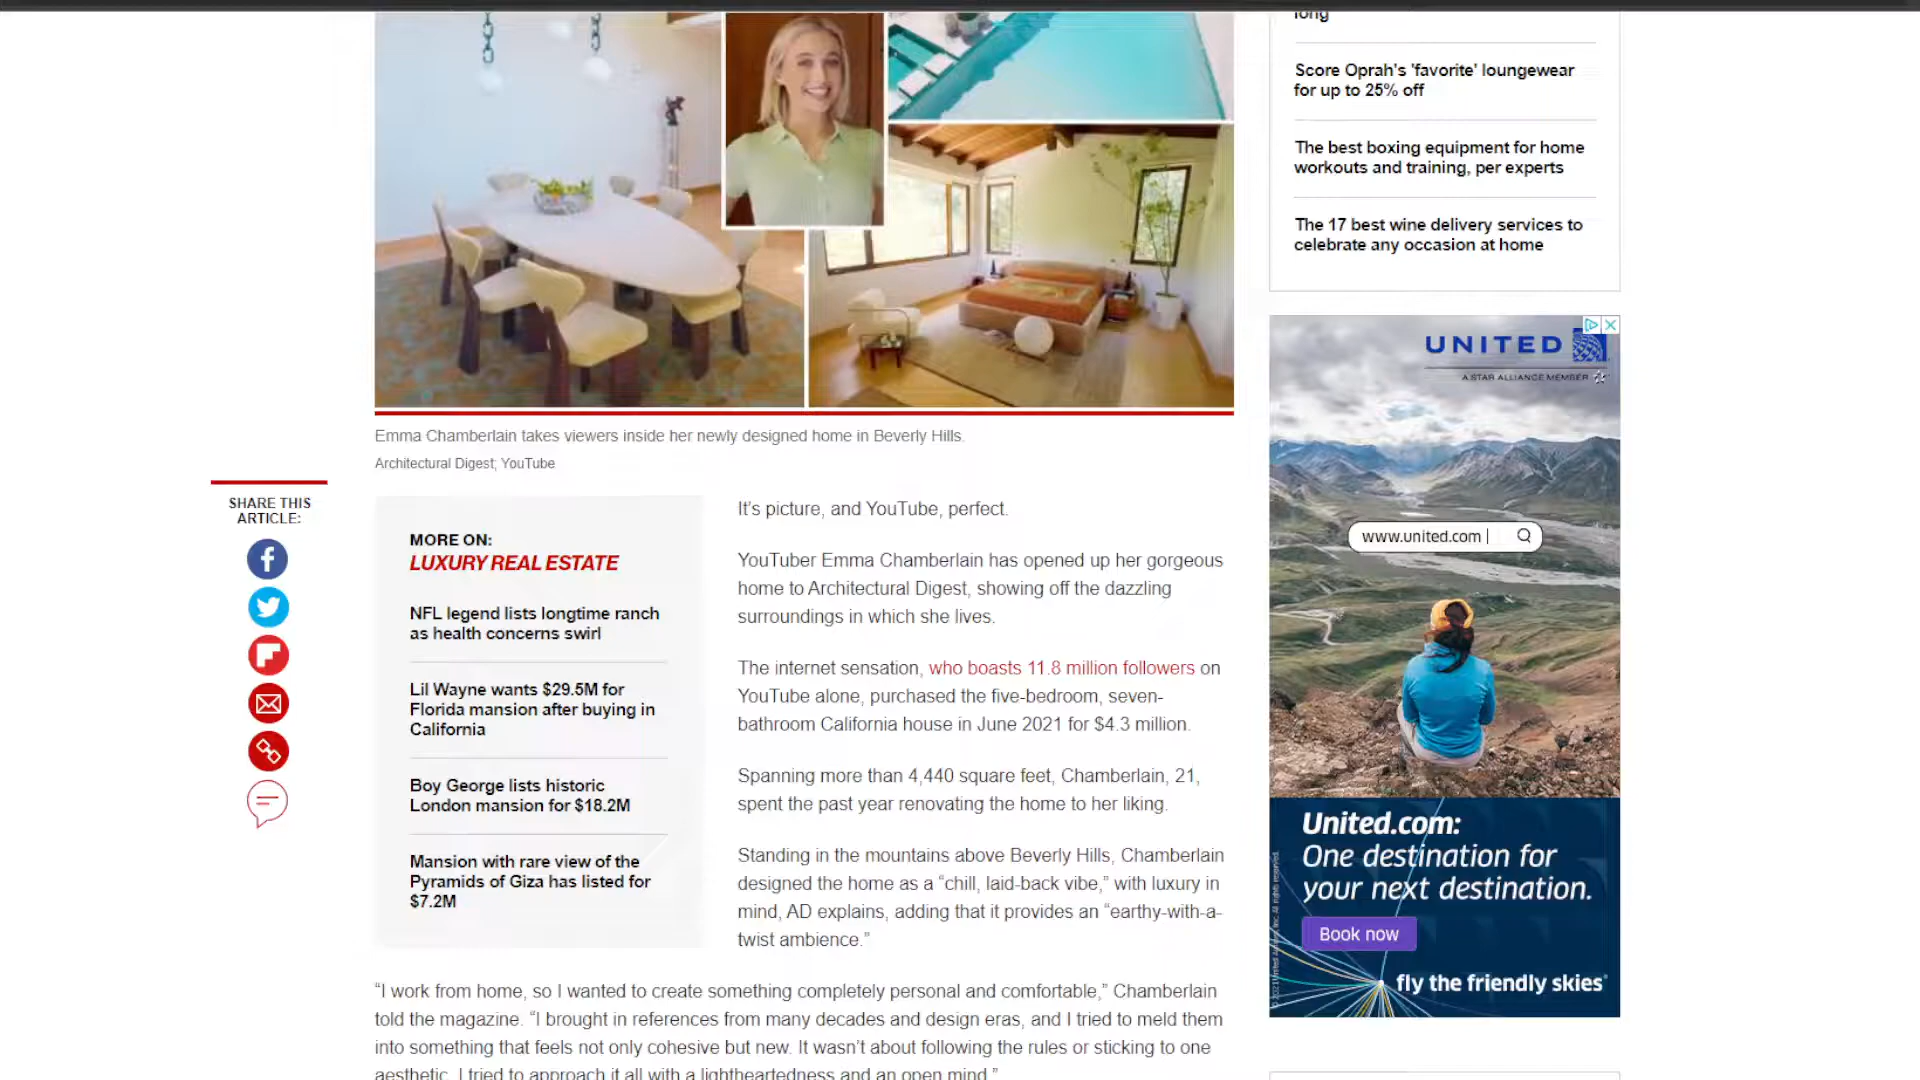 long
Score Oprah's 'favorite' loungewear
for up to 25% off
The best boxing equipment for home
workouts and training, per experts
The 17 best wine delivery services to
celebrate any occasion at home
UNITED
A STAR ALLIANCE MEMBER
www.united.com
United.com:
One destination for
your next destination.
Book now
fly the friendly skies
Emma Chamberlain takes viewers inside her newly designed home in Beverly Hills.
Architectural Digest; YouTube
SHARE THIS
ARTICLE:
MORE ON:
LUXURY REAL ESTATE
NFL legend lists longtime ranch
as health concerns swirl
Lil Wayne wants $29.5M for
Florida mansion after buying in
California
Boy George lists historic
London mansion for $18.2M
Mansion with rare view of the
Pyramids of Giza has listed for
$7.2M
It’s picture, and YouTube, perfect.
YouTuber Emma Chamberlain has opened up her gorgeous
home to Architectural Digest, showing off the dazzling
surroundings in which she lives.
The internet sensation, who boasts 11.8 million followers on
YouTube alone, purchased the five-bedroom, seven-
bathroom California house in June 2021 for $4.3 million.
Spanning more than 4,440 square feet, Chamberlain, 21,
spent the past year renovating the home to her liking.
Standing in the mountains above Beverly Hills, Chamberlain
designed the home as a “chill, laid-back vibe,” with luxury in
mind, AD explains, adding that it provides an “earthy-with-a-
twist ambience.”
“I work from home, so I wanted to create something completely personal and comfortable,” Chamberlain
told the magazine. “I brought in references from many decades and design eras, and I tried to meld them
into something that feels not only cohesive but new. It wasn’t about following the rules or sticking to one
aesthetic. I tried to approach it all with a lightheartedness and an open mind.”